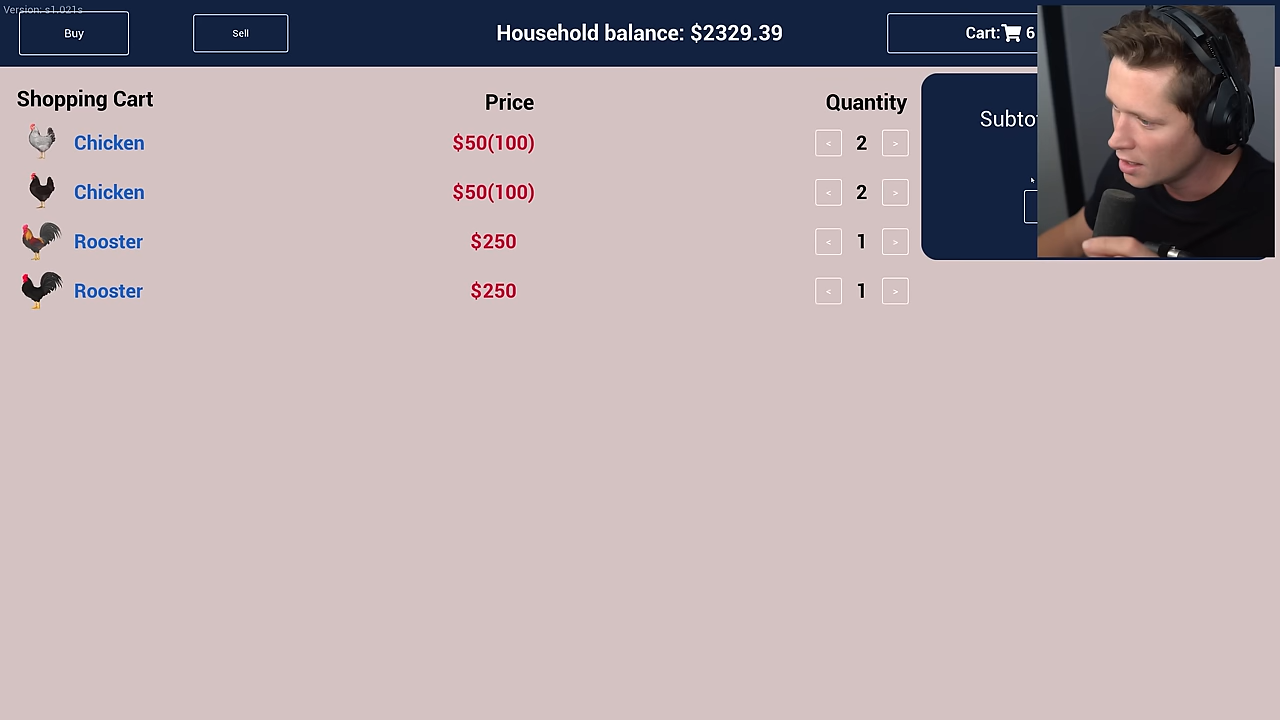 Version: s1.021s
Buy
Sell
Household balance: $2329.39
Cart: 6
Shopping Cart
Price
Quantity
Chicken
$50(100)
< 2 >
Chicken
$50(100)
< 2 >
Rooster
$250
< 1 >
Rooster
$250
< 1 >